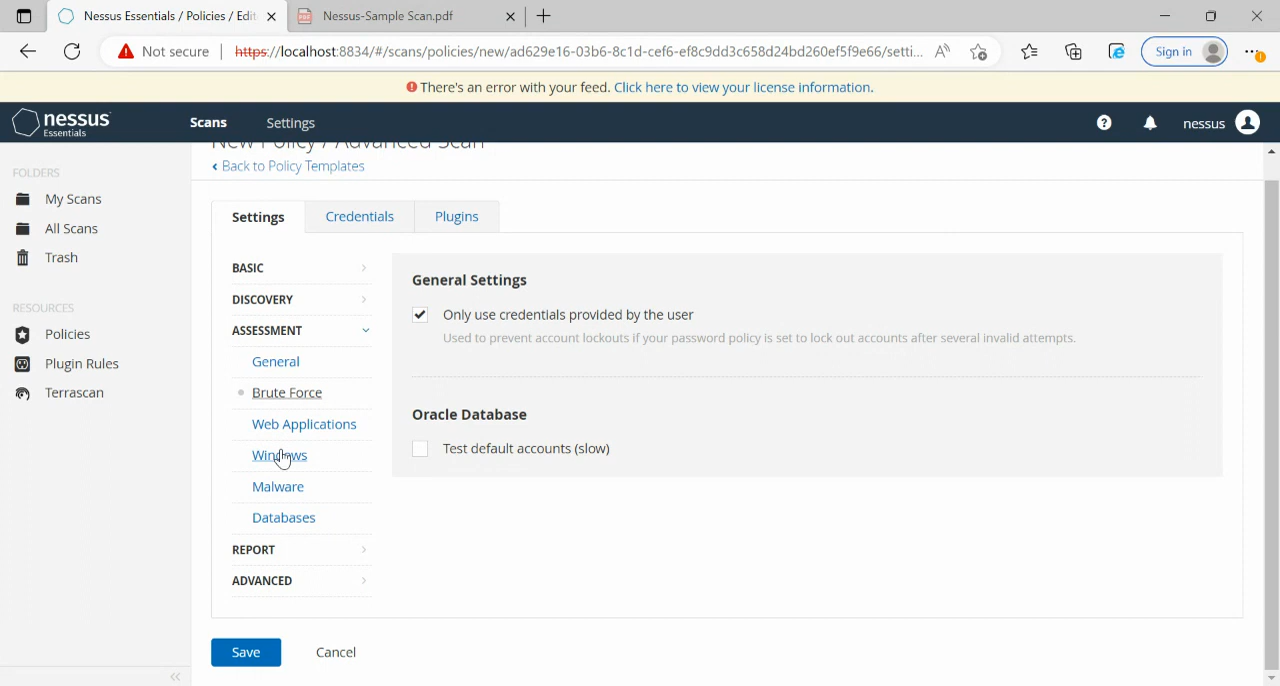 Nessus Essentials / Policies / Edit
Nessus-Sample Scan.pdf
Not secure
https://localhost:8834/#/scans/policies/new/ad629e16-03b6-8c1d-cef6-ef8c9dd3c658d24bd260ef5f9e66/setti...
Sign in
There's an error with your feed. Click here to view your license information.
nessus
Essentials
Scans
Settings
nessus
New Policy / Advanced Scan
Back to Policy Templates
FOLDERS
My Scans
All Scans
Trash
RESOURCES
Policies
Plugin Rules
Terrascan
Settings
Credentials
Plugins
BASIC
DISCOVERY
ASSESSMENT
General
Brute Force
Web Applications
Windows
Malware
Databases
REPORT
ADVANCED
General Settings
Only use credentials provided by the user
Used to prevent account lockouts if your password policy is set to lock out accounts after several invalid attempts.
Oracle Database
Test default accounts (slow)
Save
Cancel